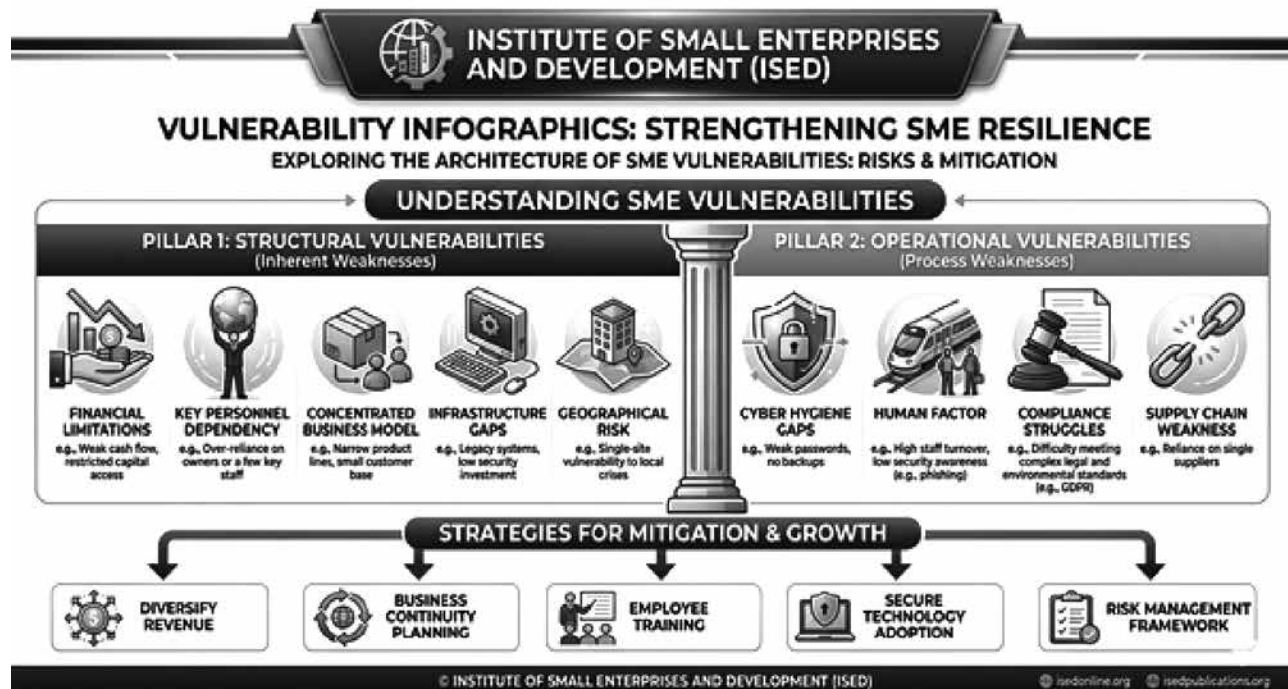 INSTITUTE OF SMALL ENTERPRISES
AND DEVELOPMENT (ISED)
VULNERABILITY INFOGRAPHICS: STRENGTHENING SME RESILIENCE
EXPLORING THE ARCHITECTURE OF SME VULNERABILITIES: RISKS & MITIGATION
UNDERSTANDING SME VULNERABILITIES
PILLAR 1: STRUCTURAL VULNERABILITIES
(Inherent Weaknesses)
FINANCIAL
LIMITATIONS
e.g., Weak cash flow,
restricted capital
access
KEY PERSONNEL
DEPENDENCY
e.g., Over-reliance on
owners or a few key
staff
CONCENTRATED
BUSINESS MODEL
e.g., Narrow product
lines, small customer
base
INFRASTRUCTURE
GAPS
e.g., Legacy systems,
low security
investment
GEOGRAPHICAL
RISK
e.g., Single-site
vulnerability to local
crises
PILLAR 2: OPERATIONAL VULNERABILITIES
(Process Weaknesses)
CYBER HYGIENE
GAPS
e.g., Weak passwords,
no backups
HUMAN FACTOR
e.g., High staff turnover,
low security awareness
(e.g., phishing)
COMPLIANCE
STRUGGLES
e.g., Difficulty meeting
complex legal and
environmental standards
(e.g., GDPR)
SUPPLY CHAIN
WEAKNESS
e.g., Reliance on single
suppliers
STRATEGIES FOR MITIGATION & GROWTH
DIVERSIFY
REVENUE
BUSINESS
CONTINUITY
PLANNING
EMPLOYEE
TRAINING
SECURE
TECHNOLOGY
ADOPTION
RISK MANAGEMENT
FRAMEWORK
© INSTITUTE OF SMALL ENTERPRISES AND DEVELOPMENT (ISED)
isedonline.org
isedpublications.org